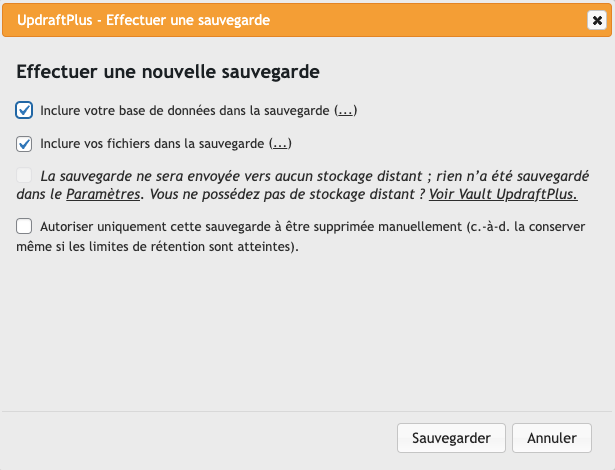 UpdraftPlus - Effectuer une sauvegarde
Effectuer une nouvelle sauvegarde
Inclure votre base de données dans la sauvegarde (...)
Inclure vos fichiers dans la sauvegarde (...)
La sauvegarde ne sera envoyée vers aucun stockage distant ; rien n’a été sauvegardé
dans le Paramètres. Vous ne possédez pas de stockage distant ? Voir Vault UpdraftPlus.
Autoriser uniquement cette sauvegarde à être supprimée manuellement (c.-à-d. la conserver
même si les limites de rétention sont atteintes).
Sauvegarder
Annuler